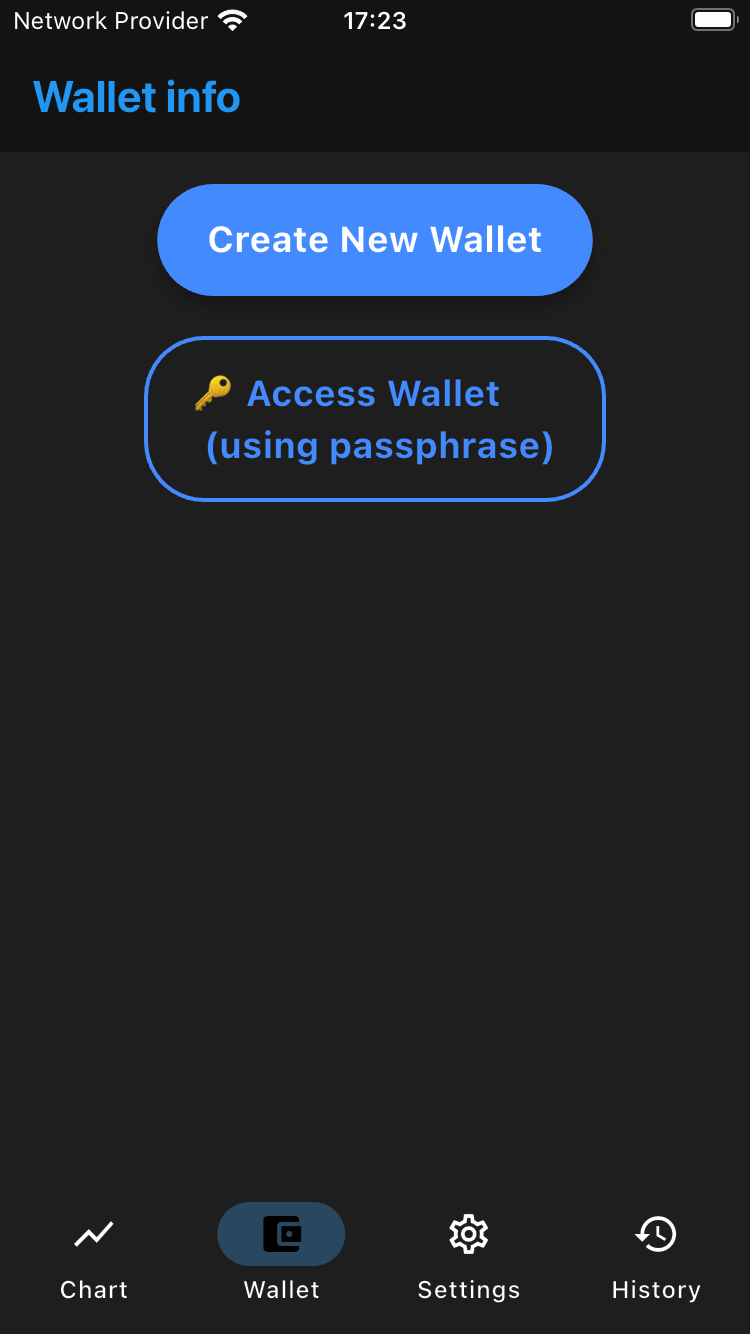 Network Provider 17:23
Wallet info
Create New Wallet
🔑 Access Wallet
(using passphrase)
Chart Wallet Settings History